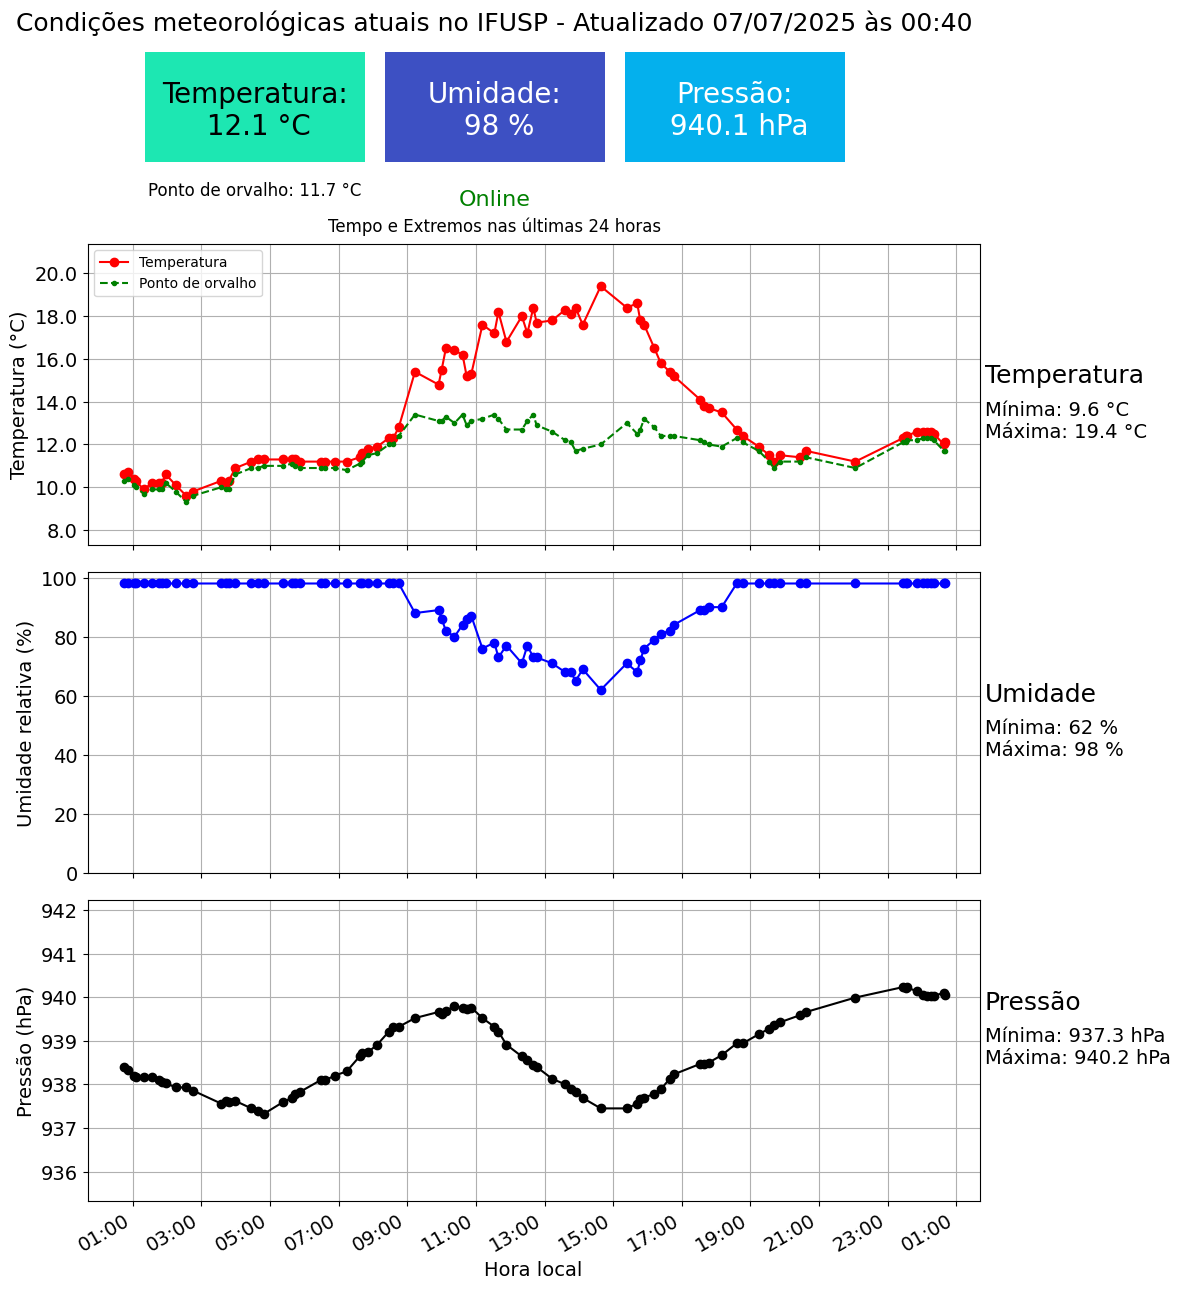 Condições meteorológicas atuais no IFUSP - Atualizado 07/07/2025 às 00:40
Temperatura:
12.1 °C
Umidade:
98 %
Pressão:
940.1 hPa
Ponto de orvalho: 11.7 °C
Online
Tempo e Extremos nas últimas 24 horas
Temperatura
Ponto de orvalho
Temperatura (°C)
20.0
18.0
16.0
14.0
12.0
10.0
8.0
Temperatura
Mínima: 9.6 °C
Máxima: 19.4 °C
Umidade relativa (%)
100
80
60
40
20
0
Umidade
Mínima: 62 %
Máxima: 98 %
Pressão (hPa)
942
941
940
939
938
937
936
Pressão
Mínima: 937.3 hPa
Máxima: 940.2 hPa
01:00
03:00
05:00
07:00
09:00
11:00
13:00
15:00
17:00
19:00
21:00
23:00
01:00
Hora local